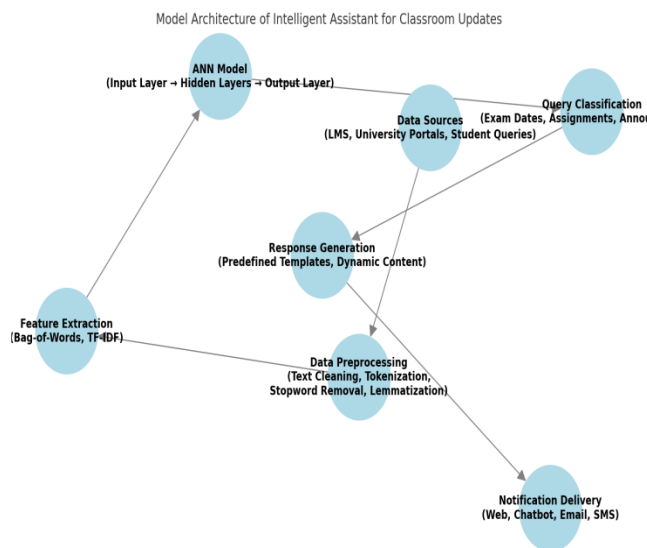 Model Architecture of Intelligent Assistant for Classroom Updates
ANN Model
(Input Layer → Hidden Layers → Output Layer)
Query Classification
(Exam Dates, Assignments,
Data Sources
(LMS, University Portals, Student Queries)
Response Generation
(Predefined Templates, Dynamic Content)
Feature Extraction
(Bag-of-Words, TF-IDF)
Data Preprocessing
(Text Cleaning, Tokenization,
Stopword Removal, Lemmatization)
Notification Delivery
(Web, Chatbot, Email, SMS)